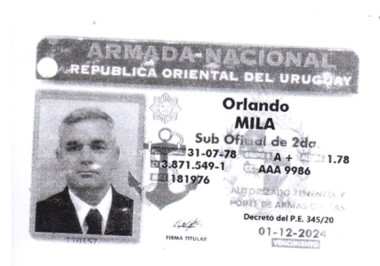 ARMADA NACIONAL
REPUBLICA ORIENTAL DEL URUGUAY
Orlando
MILA
Sub Oficial de 2da.
31-07-78 A + 1.78
3.871.549-1 AAA 9986
181976
AUTORIZADO TENENCIA Y
PORTE DE ARMAS
Decreto del P.E. 345/20
FIRMA TITULAR
01-12-2024
VENCIMIENTO